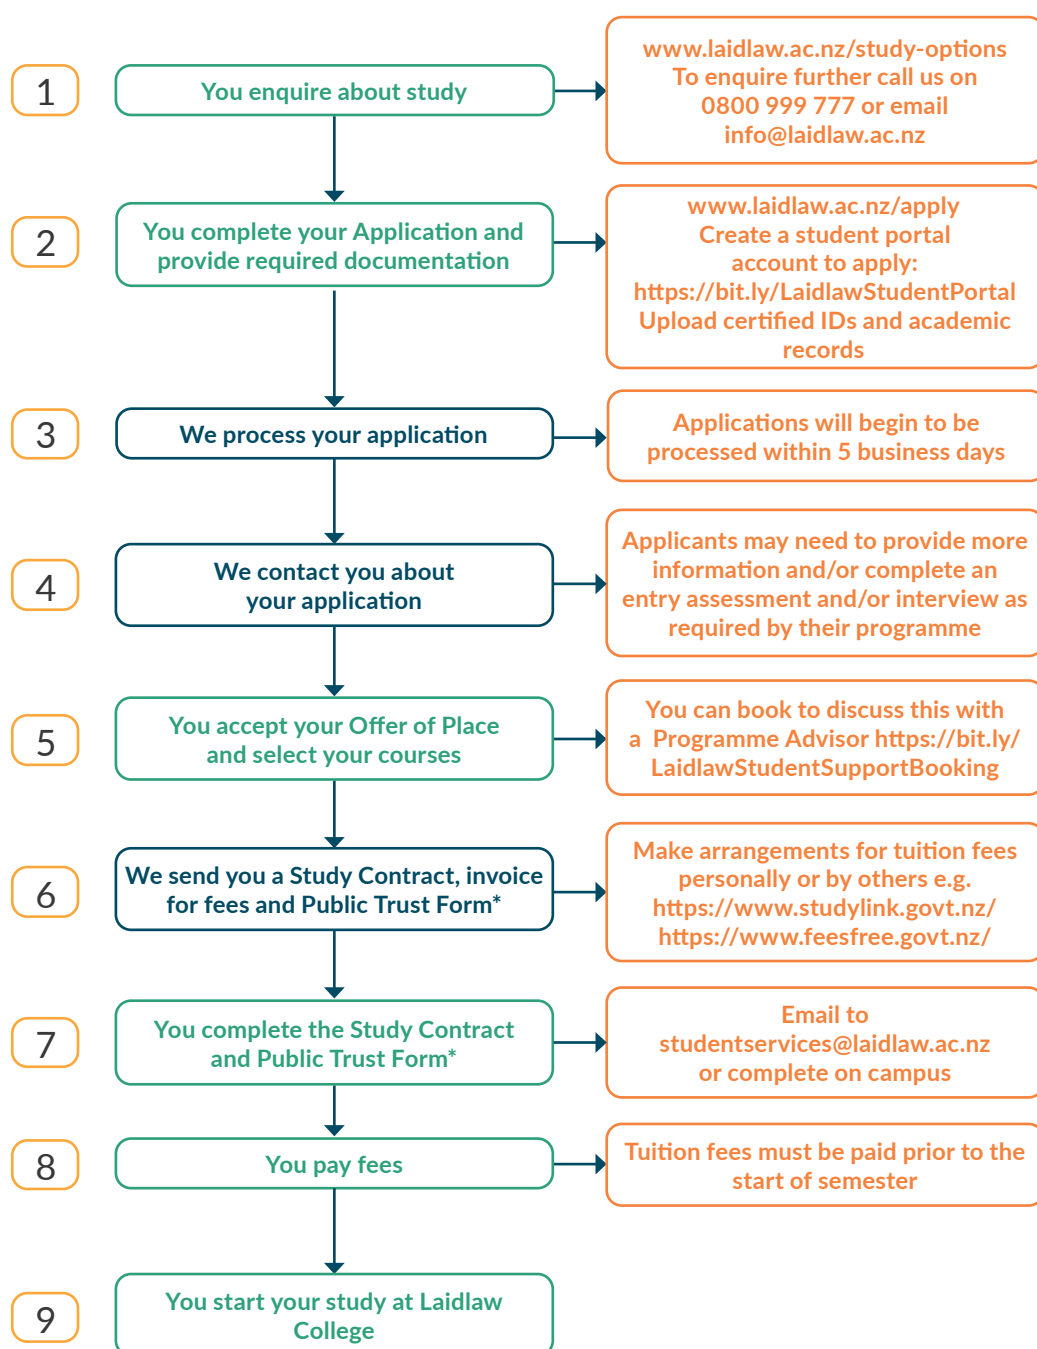 1
You enquire about study
www.laidlaw.ac.nz/study-options
To enquire further call us on
0800 999 777 or email
info@laidlaw.ac.nz
2
You complete your Application and
provide required documentation
www.laidlaw.ac.nz/apply
Create a student portal
account to apply:
https://bit.ly/LaidlawStudentPortal
Upload certified IDs and academic
records
3
We process your application
Applications will begin to be
processed within 5 business days
4
We contact you about
your application
Applicants may need to provide more
information and/or complete an
entry assessment and/or interview as
required by their programme
5
You accept your Offer of Place
and select your courses
You can book to discuss this with
a Programme Advisor https://bit.ly/
LaidlawStudentSupportBooking
6
We send you a Study Contract, invoice
for fees and Public Trust Form*
Make arrangements for tuition fees
personally or by others e.g.
https://www.studylink.govt.nz/
https://www.feesfree.govt.nz/
7
You complete the Study Contract
and Public Trust Form*
Email to
studentservices@laidlaw.ac.nz
or complete on campus
8
You pay fees
Tuition fees must be paid prior to the
start of semester
9
You start your study at Laidlaw
College